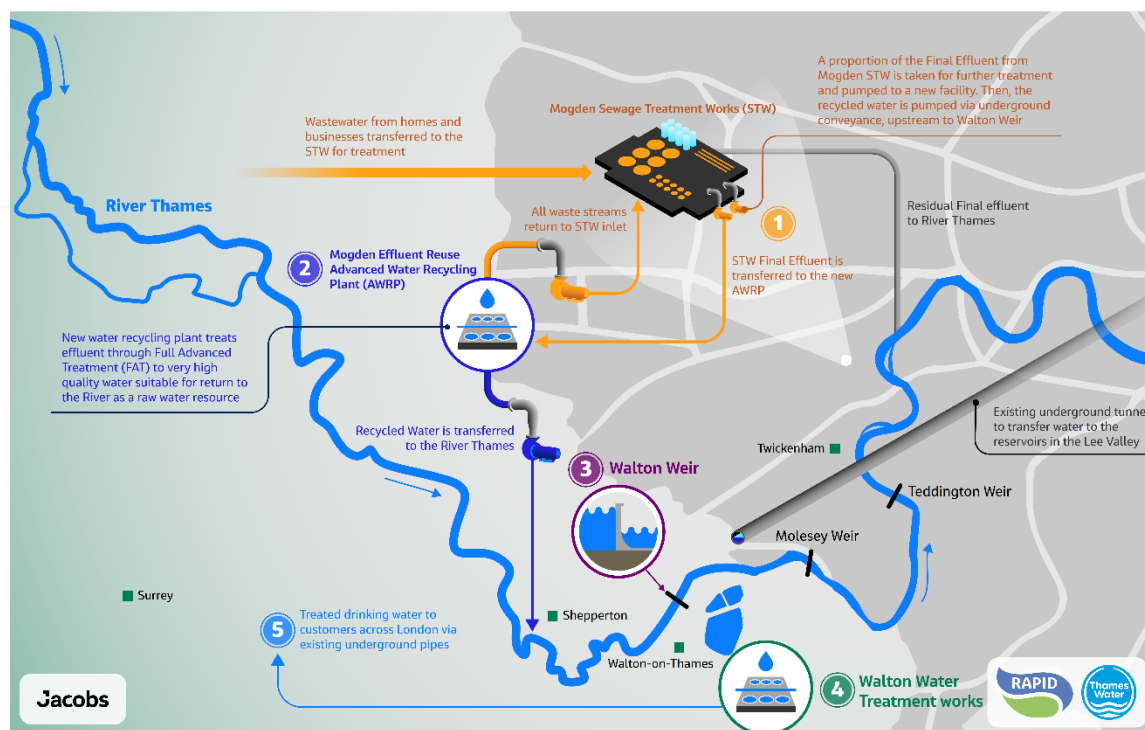 A proportion of the Final Effluent from
Mogden STW is taken for further treatment
and pumped to a new facility. Then, the
recycled water is pumped via underground
conveyance, upstream to Walton Weir
Mogden Sewage Treatment Works (STW)
Wastewater from homes and
businesses transferred to the
STW for treatment
River Thames
All waste streams
return to STW inlet
1
Residual Final effluent
to River Thames
2
Mogden Effluent Reuse
Advanced Water Recycling
Plant (AWRP)
STW Final Effluent is
transferred to the new
AWRP
New water recycling plant treats
effluent through Full Advanced
Treatment (FAT) to very high
quality water suitable for return to
the River as a raw water resource
Recycled Water is transferred
to the River Thames
Existing underground tunne
to transfer water to the
reservoirs in the Lee Valley
Twickenham
3
Walton Weir
Teddington Weir
Molesey Weir
Surrey
Shepperton
5
Treated drinking water to
customers across London via
existing underground pipes
Walton-on-Thames
4
Walton Water
Treatment works
Jacobs
RAPID
Thames
Water